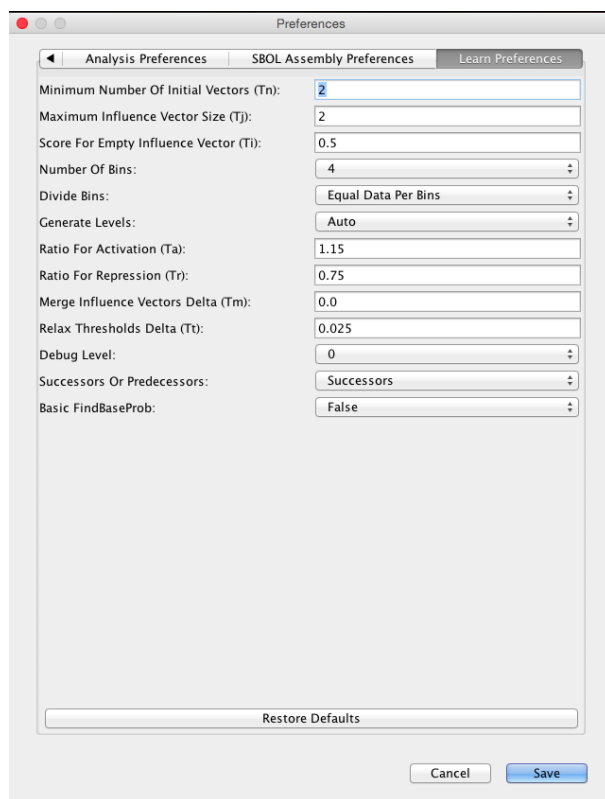 Preferences
Analysis Preferences SBOL Assembly Preferences Learn Preferences
Minimum Number Of Initial Vectors (Tn): 2
Maximum Influence Vector Size (Tj): 2
Score For Empty Influence Vector (Ti): 0.5
Number Of Bins: 4
Divide Bins: Equal Data Per Bins
Generate Levels: Auto
Ratio For Activation (Ta): 1.15
Ratio For Repression (Tr): 0.75
Merge Influence Vectors Delta (Tm): 0.0
Relax Thresholds Delta (Tt): 0.025
Debug Level: 0
Successors Or Predecessors: Successors
Basic FindBaseProb: False
Restore Defaults
Cancel Save